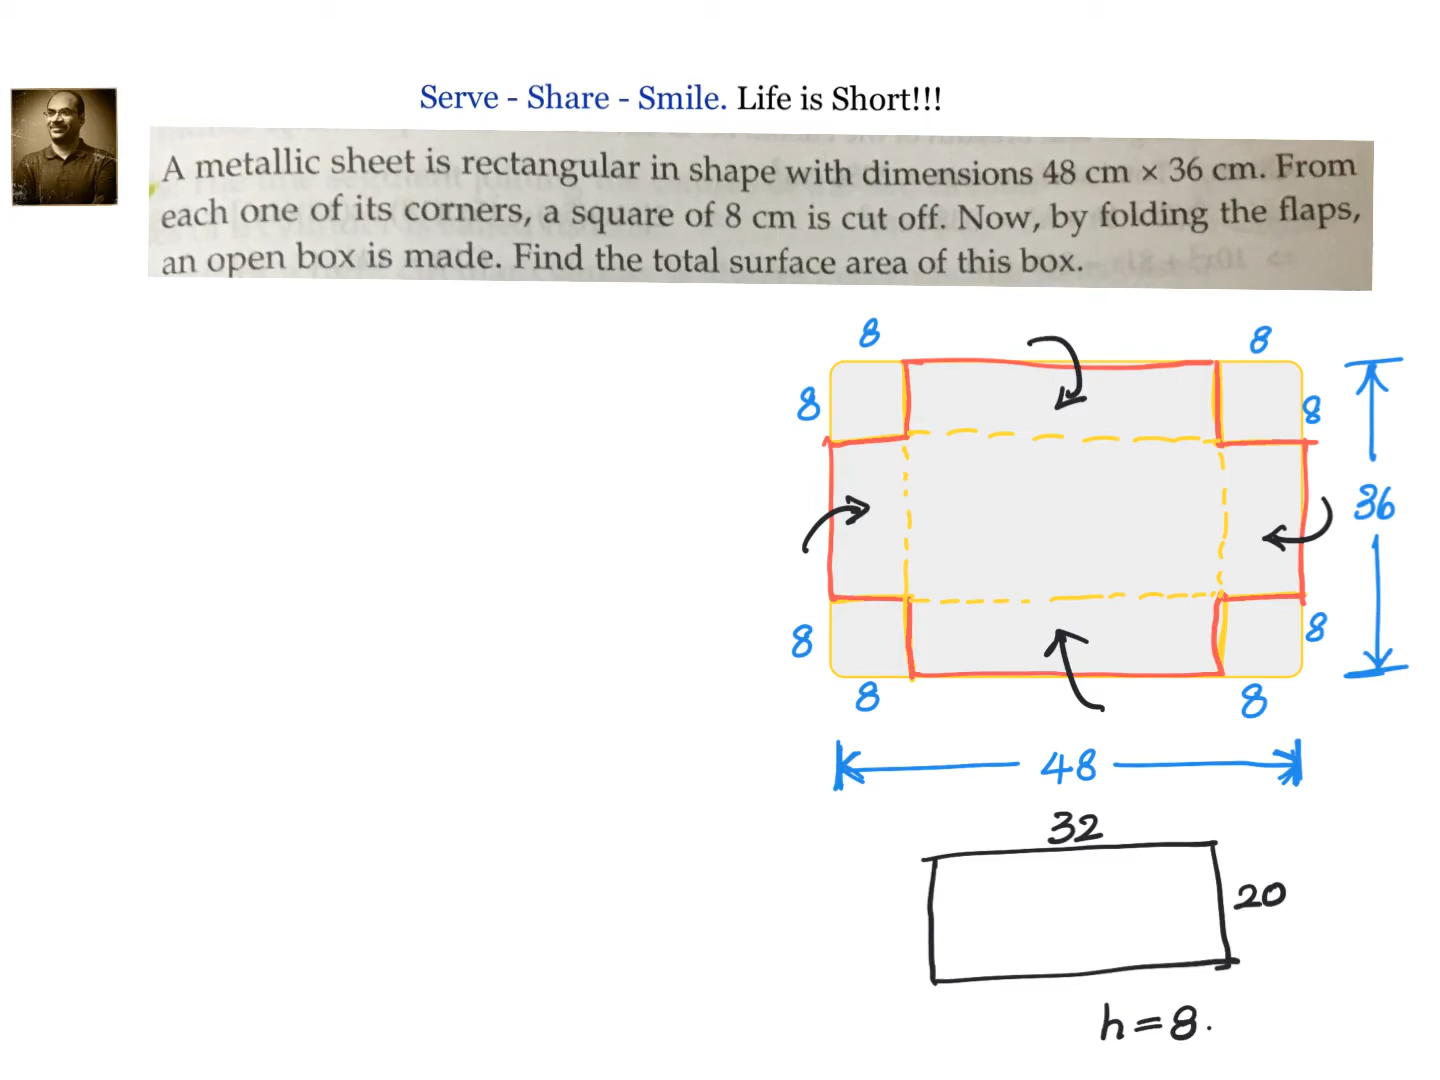 Serve - Share - Smile. Life is Short!!!
A metallic sheet is rectangular in shape with dimensions 48 cm × 36 cm. From
each one of its corners, a square of 8 cm is cut off. Now, by folding the flaps,
an open box is made. Find the total surface area of this box.
8
8
8
8
36
8
8
8
8
48
32
20
h=8.